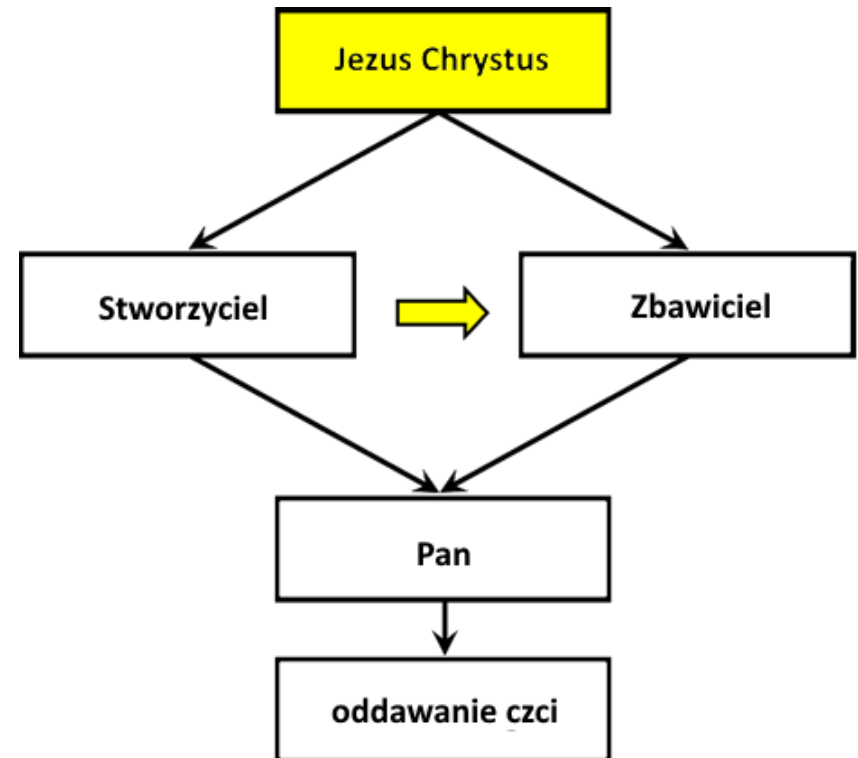 Jezus Chrystus
Stworzyciel
Zbawiciel
Pan
oddawanie czci